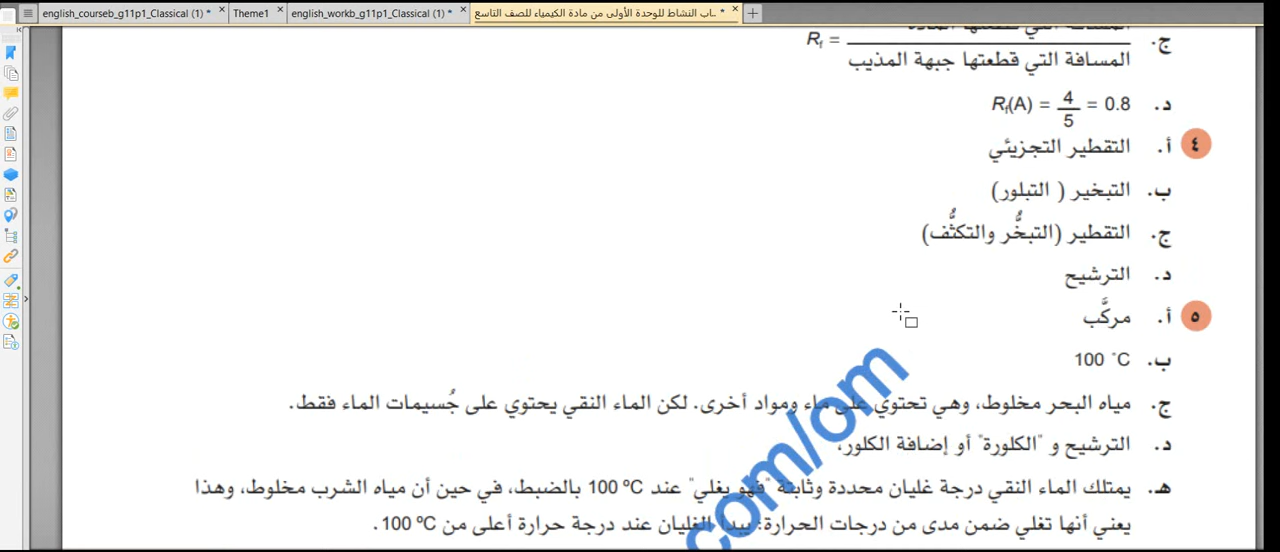 english_courseb_g11p1_Classical (1) *
Theme1
english_workb_g11p1_Classical (1) *
..اب النشاط للوحدة الأولى من مادة الكيمياء للصف التاسع *
ج. Rf =
المسافة التي قطعتها جبهة المذيب
د. Rf(A) = 4/5 = 0.8
٤ أ. التقطير التجزيئي
ب. التبخير ( التبلور)
ج. التقطير (التبخُّر والتكثُّف)
د. الترشيح
٥ أ. مركَّب
ب. 100 °C
ج. مياه البحر مخلوط، وهي تحتوي على ماء ومواد أخرى. لكن الماء النقي يحتوي على جُسيمات الماء فقط.
د. الترشيح و "الكلورة" أو إضافة الكلور،
هـ. يمتلك الماء النقي درجة غليان محددة وثابتة "فهو يغلي" عند 100 ºC بالضبط، في حين أن مياه الشرب مخلوط، وهذا
يعني أنها تغلي ضمن مدى من درجات الحرارة: يبدأ الغليان عند درجة حرارة أعلى من 100 ºC.
com/om